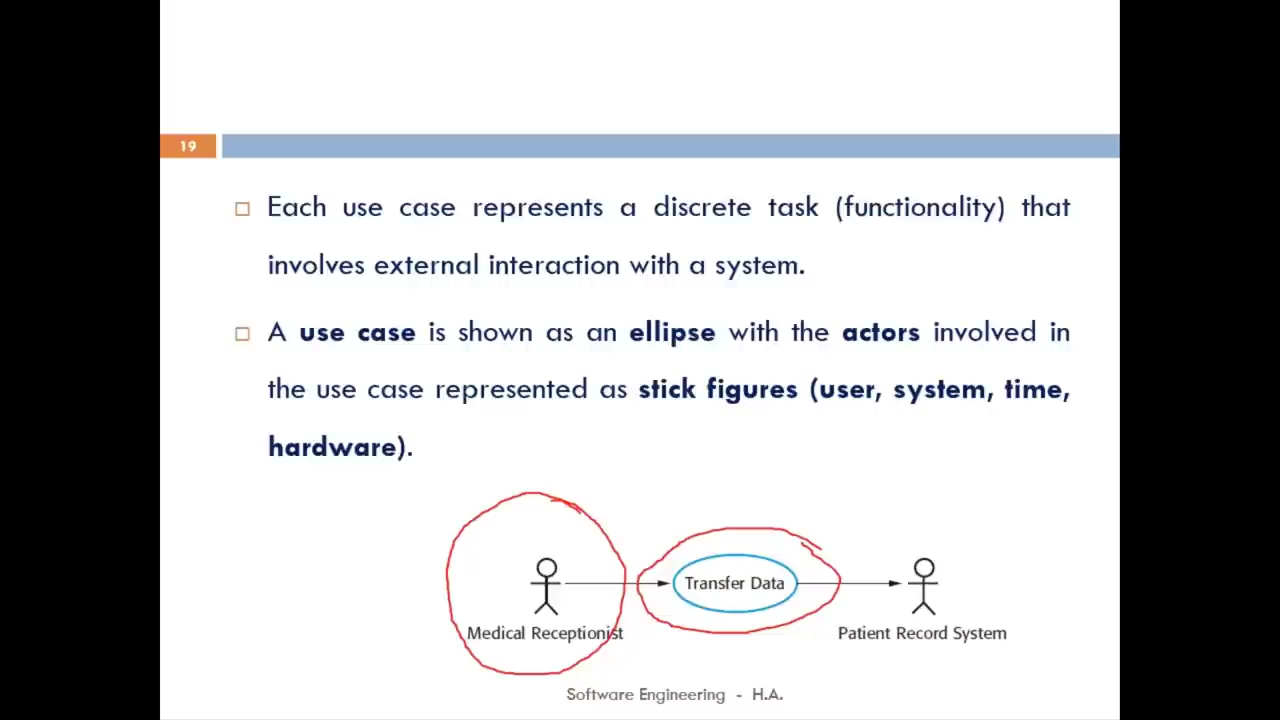 19
Each use case represents a discrete task (functionality) that
involves external interaction with a system.
A use case is shown as an ellipse with the actors involved in
the use case represented as stick figures (user, system, time,
hardware).
Transfer Data
Medical Receptionist
Patient Record System
Software Engineering - H.A.